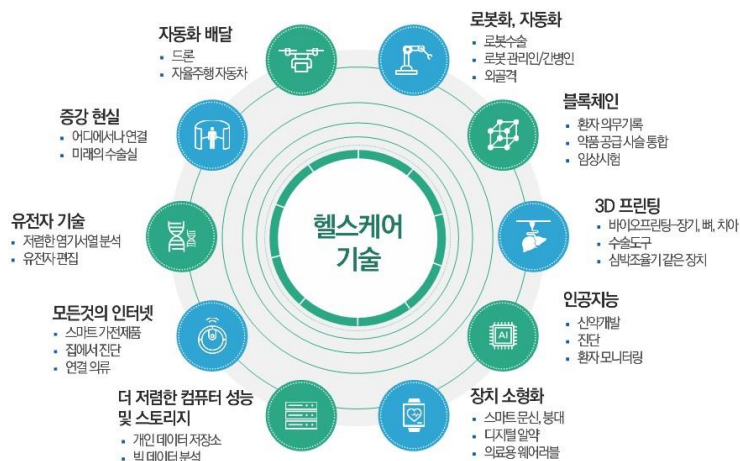 헬스케어
기술
로봇화, 자동화
로봇수술
로봇 관리인/간병인
외골격
블록체인
환자 의무기록
약품 공급 사슬 통합
임상시험
3D 프린팅
바이오프린팅-장기, 뼈, 치아
수술도구
심박조율기 같은 장치
인공지능
신약개발
진단
환자 모니터링
AI
장치 소형화
스마트 문신, 붕대
디지털 알약
의료용 웨어러블
더 저렴한 컴퓨터 성능
및 스토리지
개인 데이터 저장소
빅 데이터 분석
모든것의 인터넷
스마트 가전제품
집에서 진단
연결 의류
유전자 기술
저렴한 염기서열 분석
유전자 편집
증강 현실
어디에서나 연결
미래의 수술실
자동화 배달
드론
자율주행 자동차